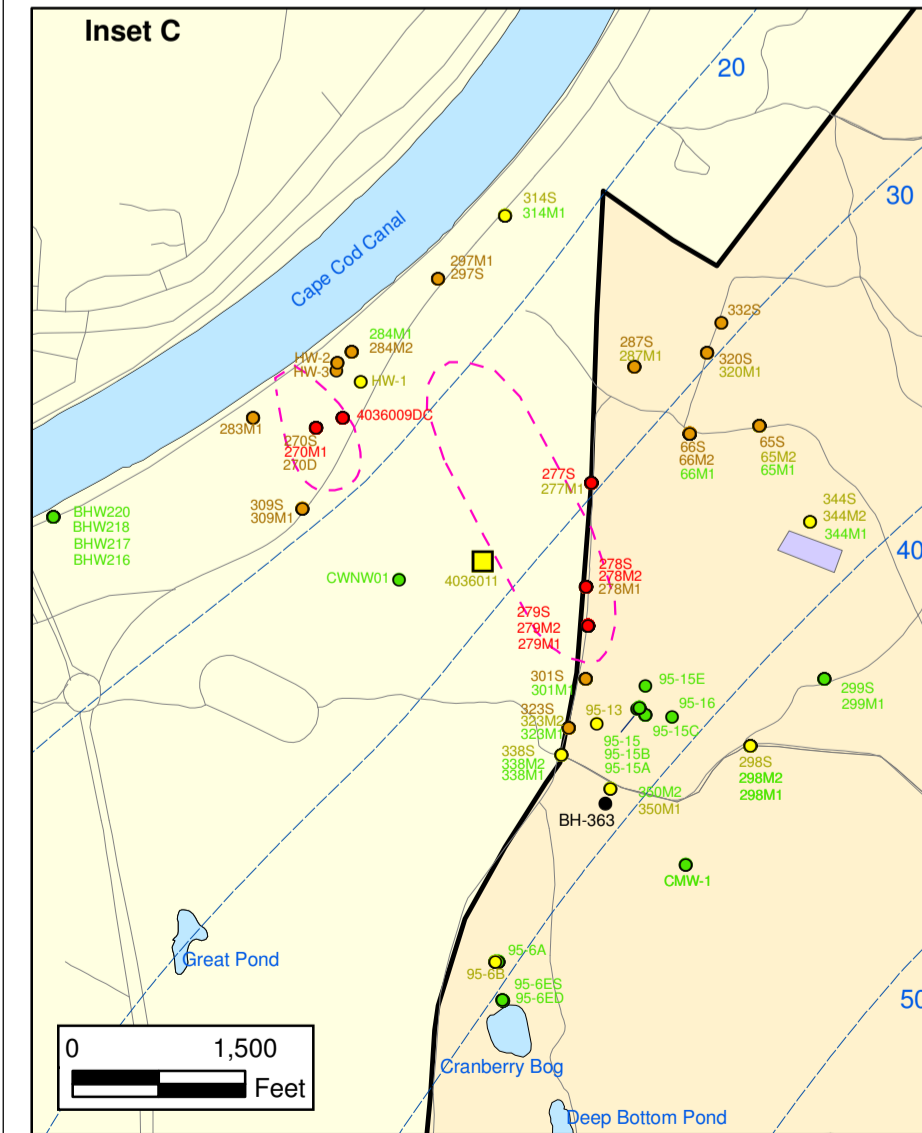 Inset C
20
30
314S
314M1
Cape Cod Canal
297M1
297S
332S
284M1
284M2
HW-2
HW-3
HW-1
287S
287M1
320S
320M1
4036009DC
283M1
270S
270M1
270D
66S
66M2
66M1
65S
65M2
65M1
277S
277M1
344S
344M2
344M1
309S
309M1
BHW220
BHW218
BHW217
BHW216
40
CWNW01
4036011
278S
278M2
278M1
279S
279M2
279M1
301S
301M1
95-15E
95-16
95-15C
299S
299M1
323S
323M2
323M1
95-13
95-15
95-15B
95-15A
338S
338M2
338M1
298S
298M2
298M1
350M2
350M1
BH-363
CMW-1
Great Pond
95-6A
95-6B
95-6ES
95-6ED
50
0 1,500
Feet
Cranberry Bog
Deep Bottom Pond